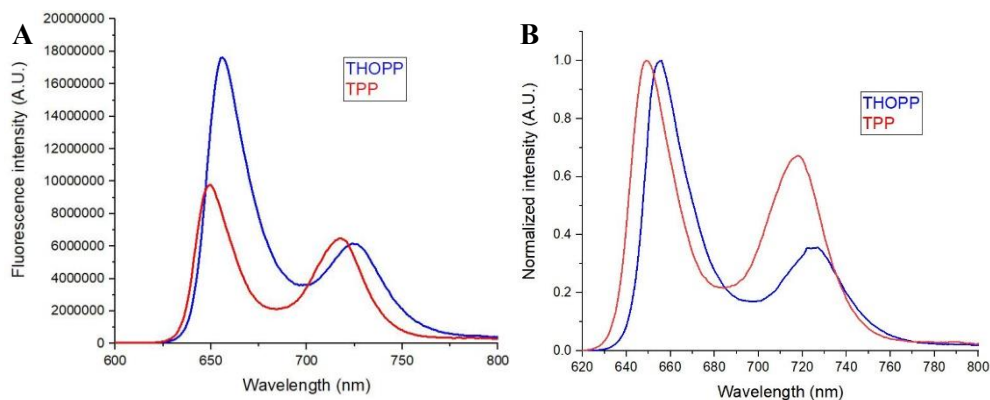 A
Fluorescence intensity (A.U.)
20000000
18000000
16000000
14000000
12000000
10000000
8000000
6000000
4000000
2000000
0
THOPP
TPP
600 650 700 750 800
Wavelength (nm)
B
Normalized intensity (A.U.)
1.0
0.8
0.6
0.4
0.2
0.0
THOPP
TPP
620 640 660 680 700 720 740 760 780 800
Wavelength (nm)